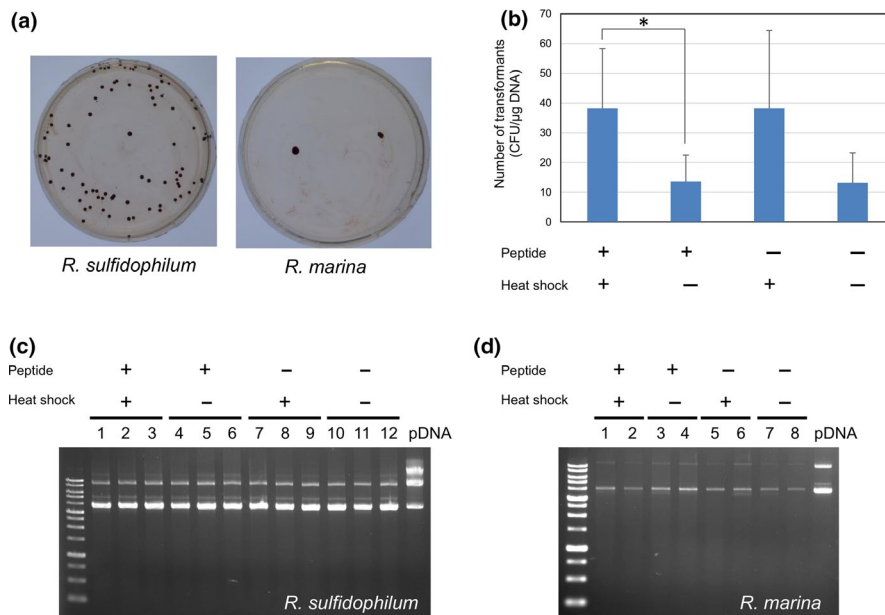 (a)
R. sulfidophilum
R. marina
(b)
Number of transformants
(CFU/µg DNA)
70
60
50
40
30
20
10
0
*
Peptide + + − −
Heat shock + − + −
(c)
Peptide + + − −
Heat shock + − + −
1 2 3 4 5 6 7 8 9 10 11 12 pDNA
R. sulfidophilum
(d)
Peptide + + − −
Heat shock + − + −
1 2 3 4 5 6 7 8 pDNA
R. marina